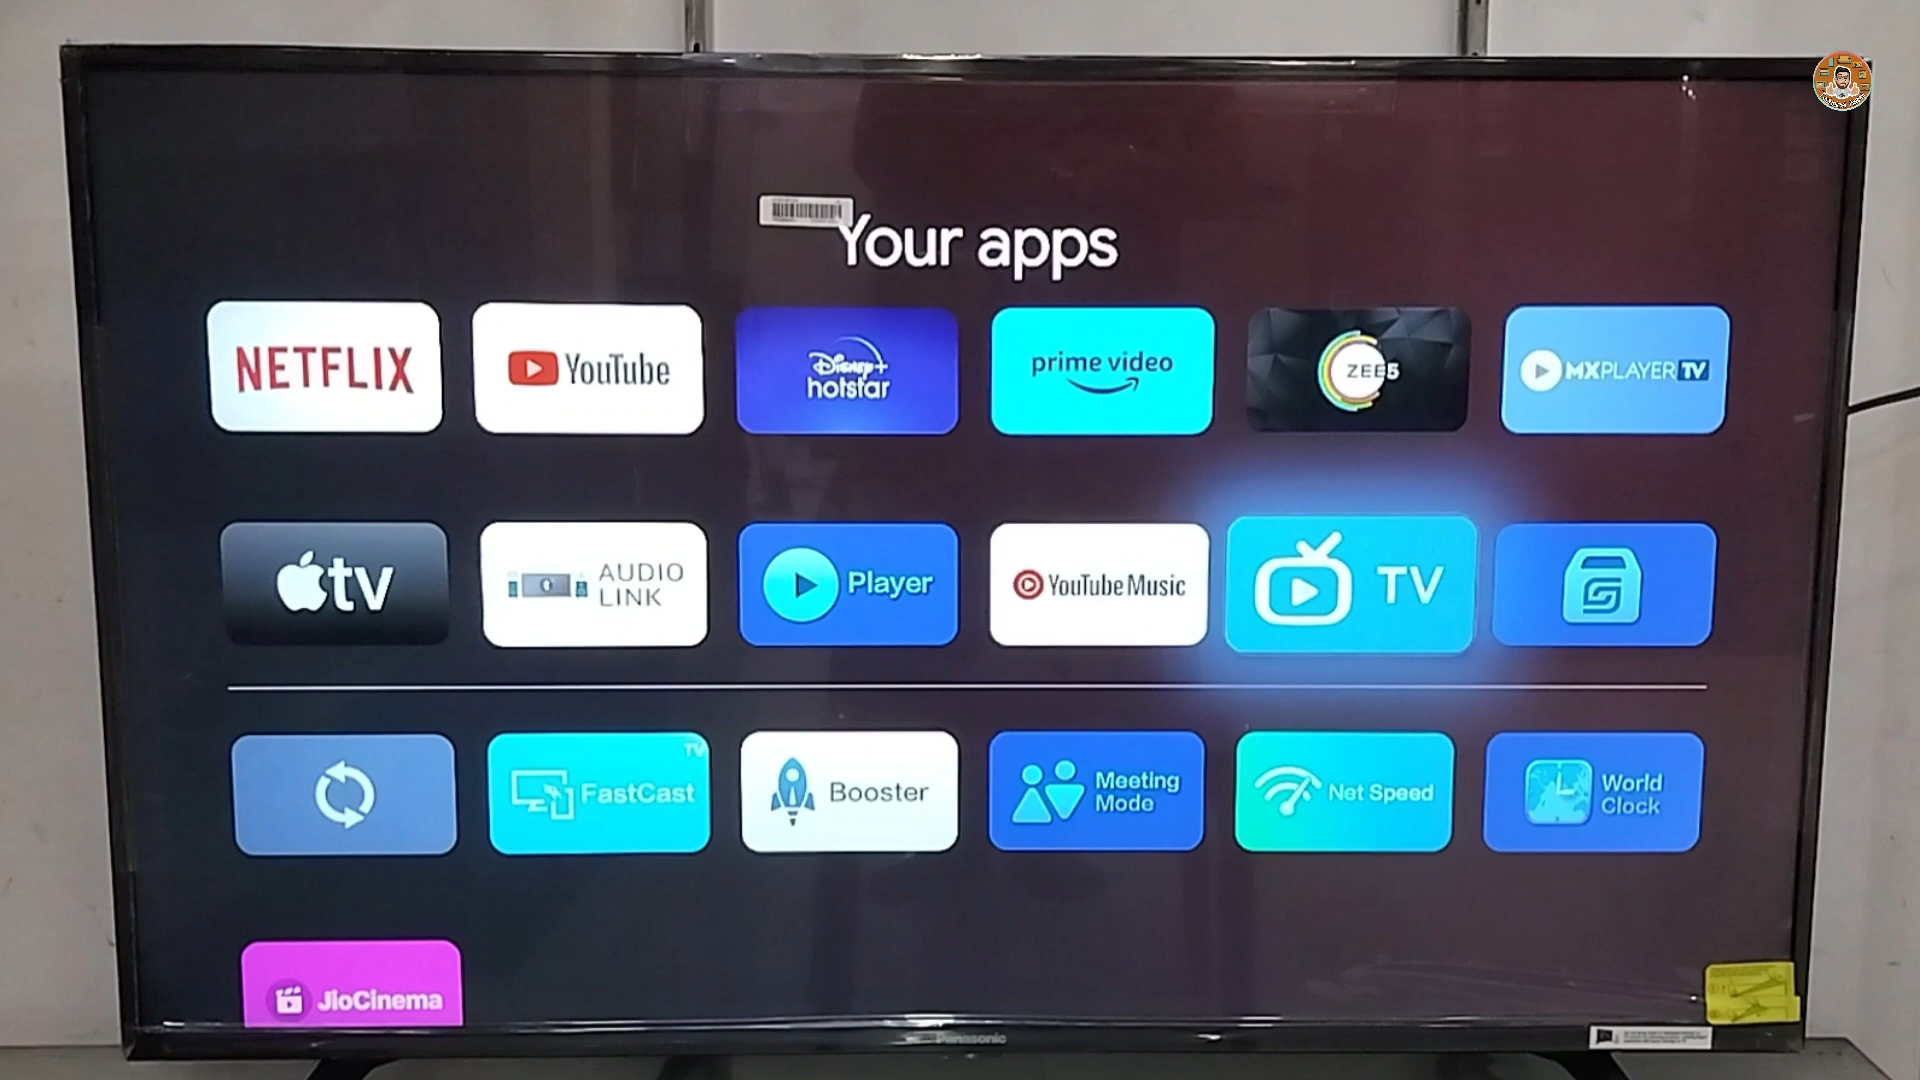 Your apps
NETFLIX
YouTube
Disney+
hotstar
prime video
ZEE5
MXPLAYER TV
tv
AUDIO
LINK
Player
YouTube Music
TV
TV
FastCast
Booster
Meeting
Mode
Net Speed
World
Clock
JioCinema
Panasonic